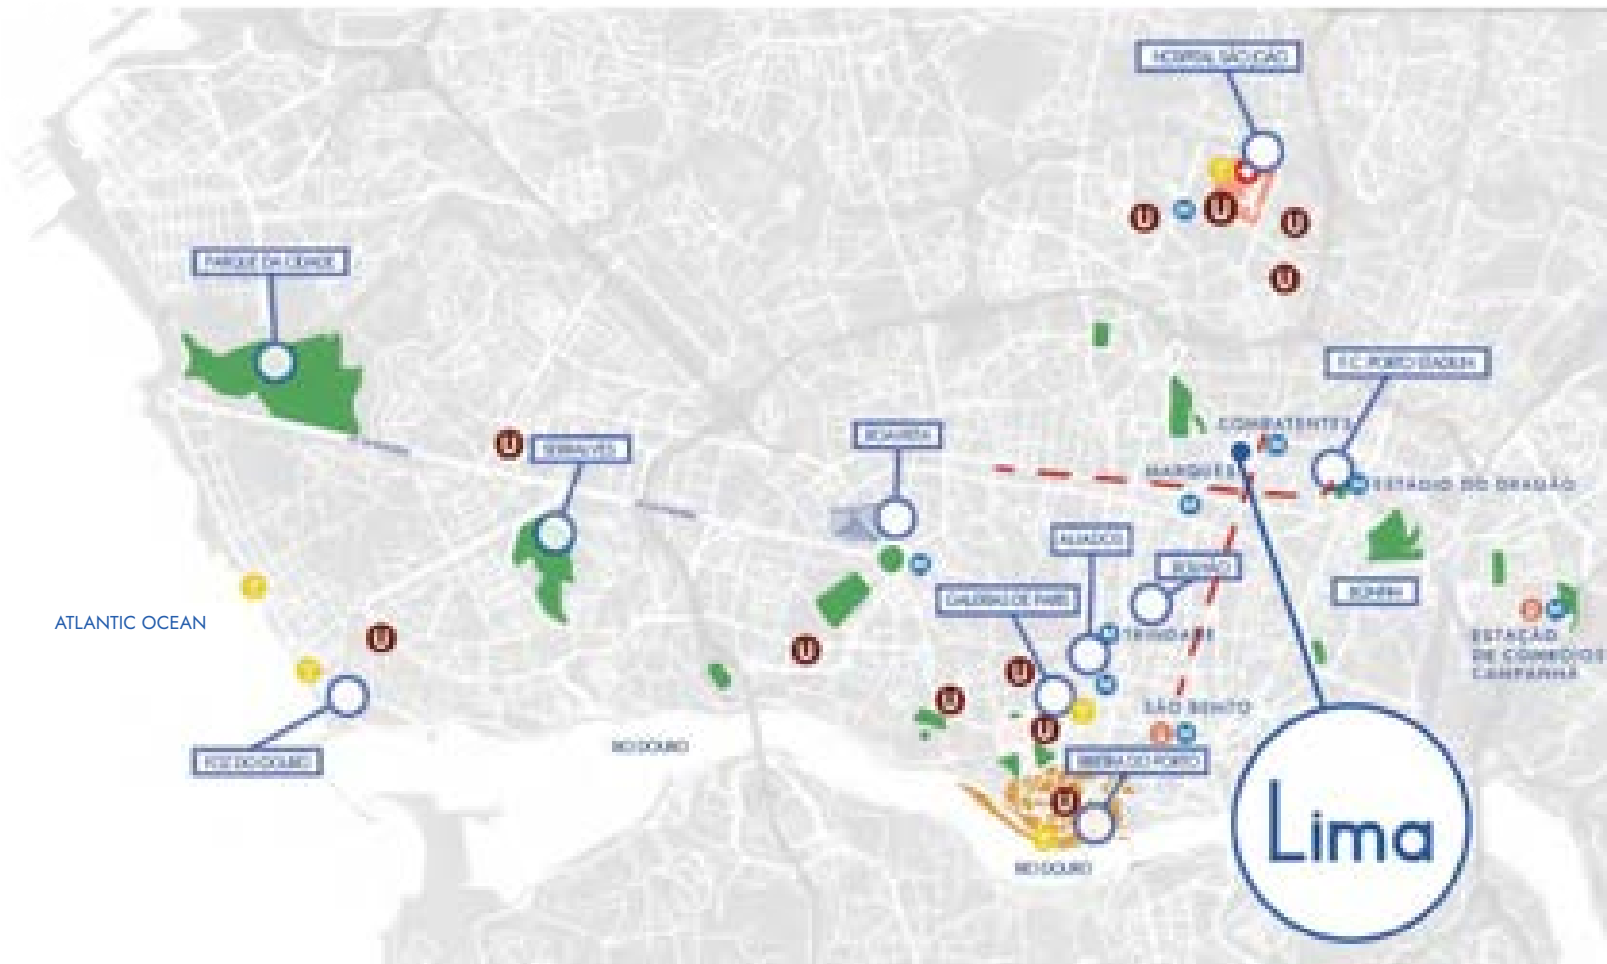 HOSPITAL SÃO JOÃO
U
M
U
U
U
PARQUE DA CIDADE
F.C. PORTO STADIUM
COMBATENTES
M
BOAVISTA
U
SERRALVES
MARQUÊS
M
M
ESTÁDIO DO DRAGÃO
ALIADOS
M
BOLHÃO
BONFIM
GALERIAS DE PARIS
M
ATLANTIC OCEAN
U
M
TRINDADE
ESTAÇÃO
DE COMBOIOS
CAMPANHÃ
U
U
M
U
SÃO BENTO
U
M
FOZ DO DOURO
RIO DOURO
RIBEIRA DO PORTO
U
Lima
RIO DOURO